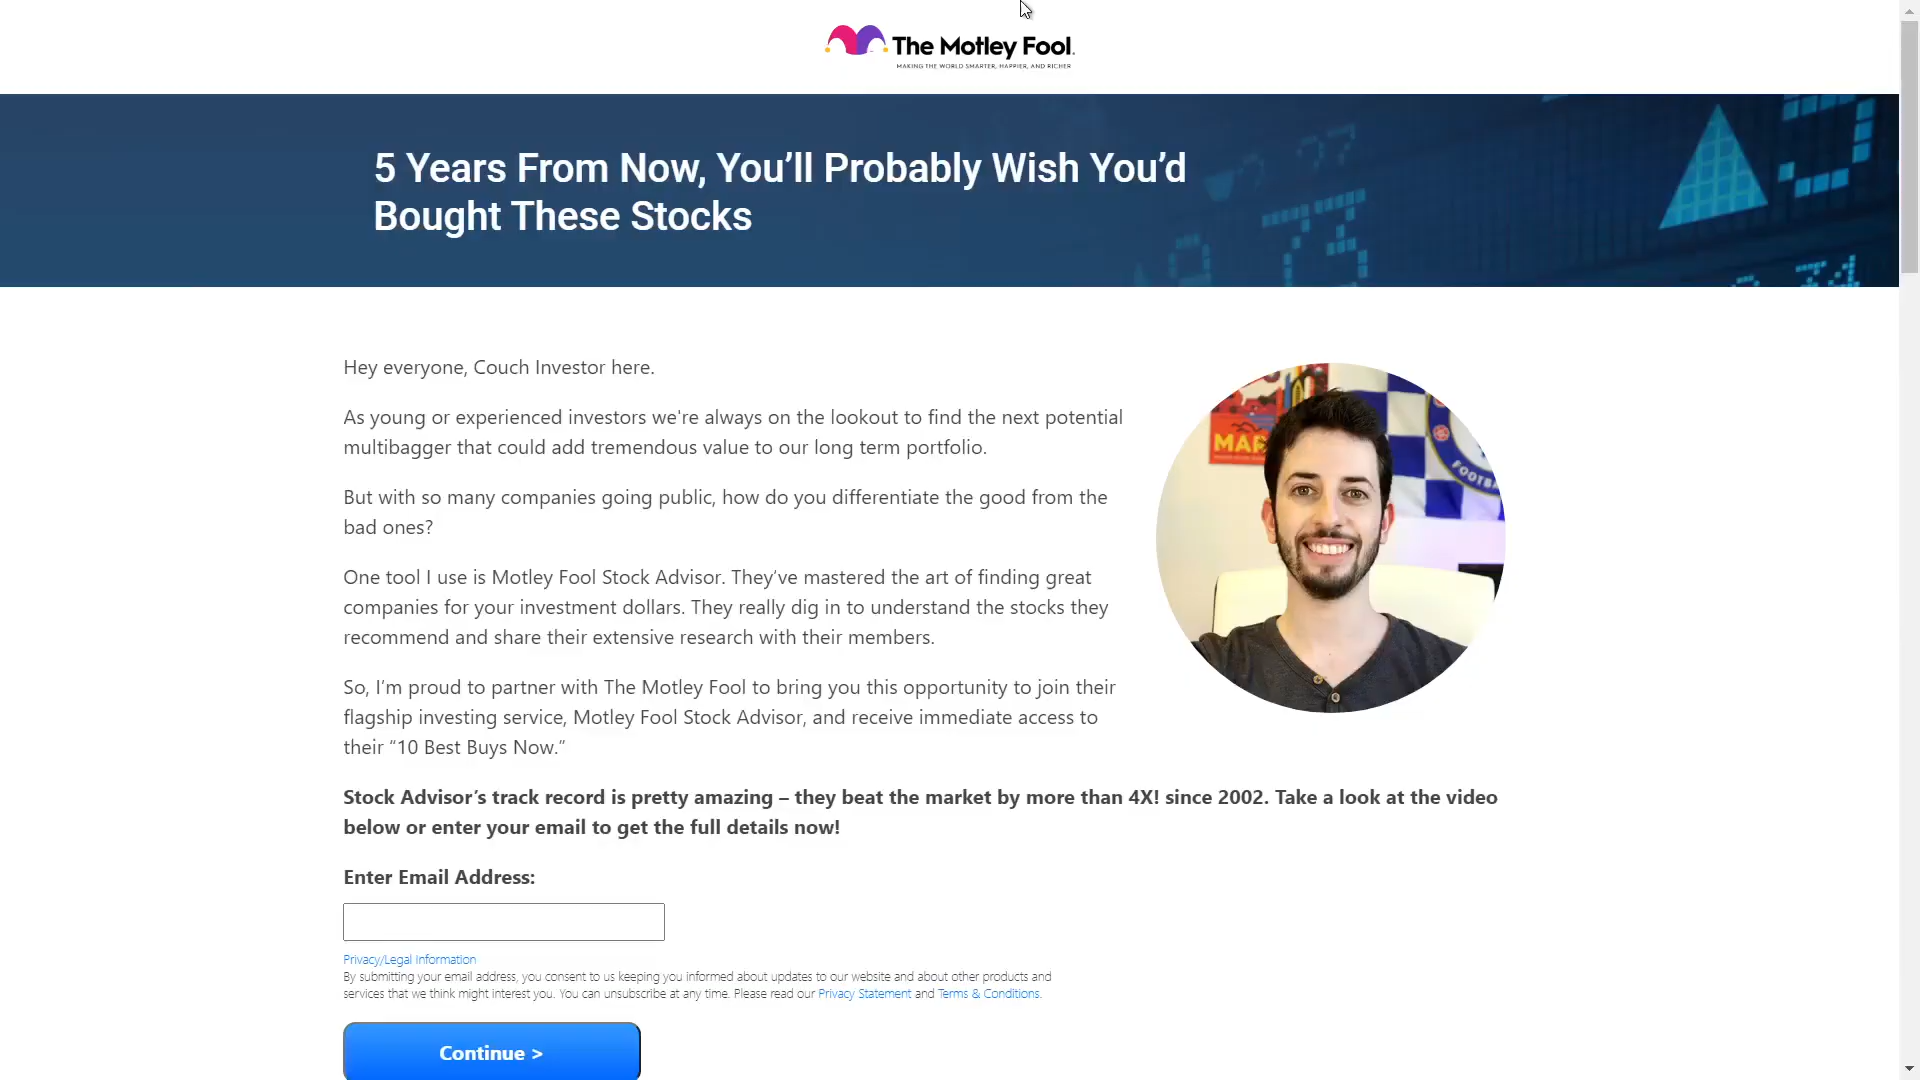 The Motley Fool.
MAKING THE WORLD SMARTER, HAPPIER, AND RICHER
5 Years From Now, You’ll Probably Wish You’d
Bought These Stocks
Hey everyone, Couch Investor here.
As young or experienced investors we're always on the lookout to find the next potential
multibagger that could add tremendous value to our long term portfolio.
But with so many companies going public, how do you differentiate the good from the
bad ones?
One tool I use is Motley Fool Stock Advisor. They’ve mastered the art of finding great
companies for your investment dollars. They really dig in to understand the stocks they
recommend and share their extensive research with their members.
So, I’m proud to partner with The Motley Fool to bring you this opportunity to join their
flagship investing service, Motley Fool Stock Advisor, and receive immediate access to
their “10 Best Buys Now.”
Stock Advisor’s track record is pretty amazing – they beat the market by more than 4X! since 2002. Take a look at the video
below or enter your email to get the full details now!
Enter Email Address:
Privacy/Legal Information
By submitting your email address, you consent to us keeping you informed about updates to our website and about other products and
services that we think might interest you. You can unsubscribe at any time. Please read our Privacy Statement and Terms & Conditions.
Continue >